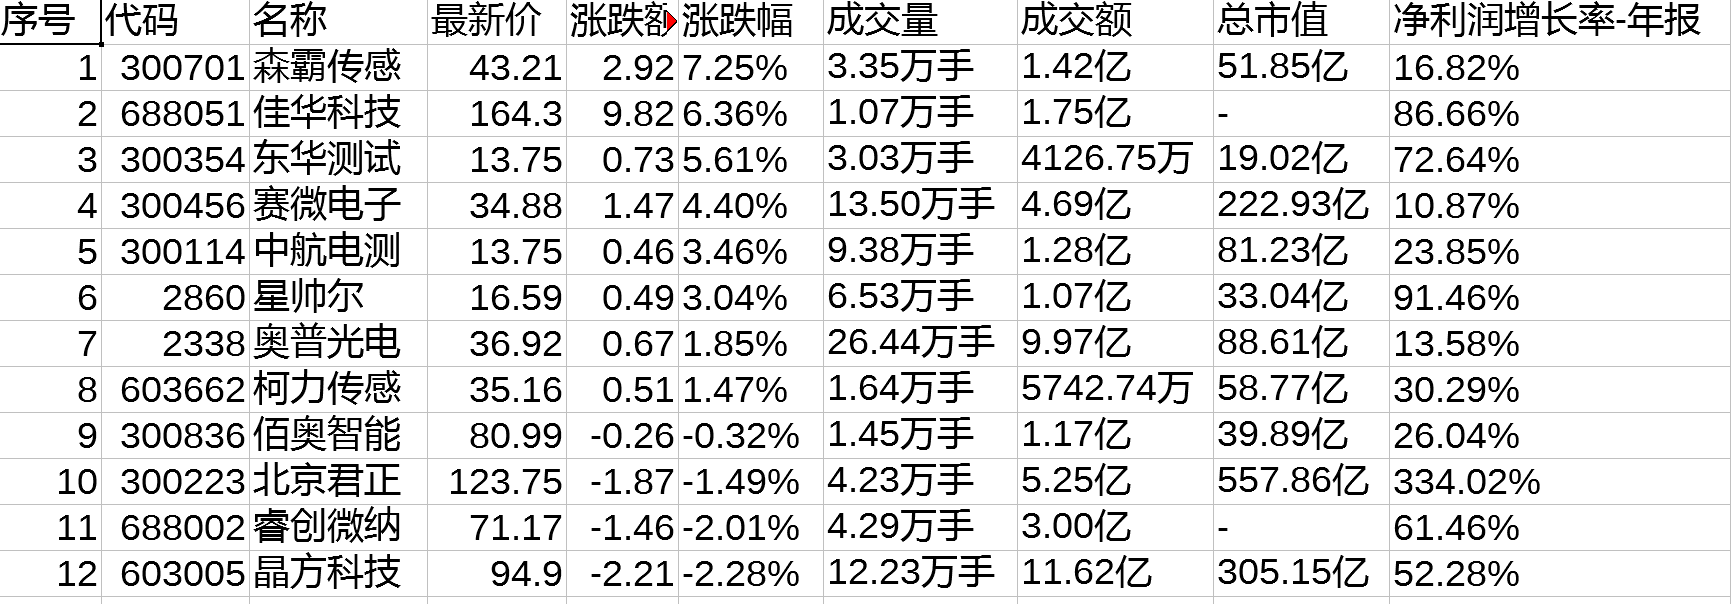 序号 代码 名称 最新价 涨跌额 涨跌幅 成交量 成交额 总市值 净利润增长率-年报
1 300701 森霸传感 43.21 2.92 7.25% 3.35万手 1.42亿 51.85亿 16.82%
2 688051 佳华科技 164.3 9.82 6.36% 1.07万手 1.75亿 - 86.66%
3 300354 东华测试 13.75 0.73 5.61% 3.03万手 4126.75万 19.02亿 72.64%
4 300456 赛微电子 34.88 1.47 4.40% 13.50万手 4.69亿 222.93亿 10.87%
5 300114 中航电测 13.75 0.46 3.46% 9.38万手 1.28亿 81.23亿 23.85%
6 2860 星帅尔 16.59 0.49 3.04% 6.53万手 1.07亿 33.04亿 91.46%
7 2338 奥普光电 36.92 0.67 1.85% 26.44万手 9.97亿 88.61亿 13.58%
8 603662 柯力传感 35.16 0.51 1.47% 1.64万手 5742.74万 58.77亿 30.29%
9 300836 佰奥智能 80.99 -0.26 -0.32% 1.45万手 1.17亿 39.89亿 26.04%
10 300223 北京君正 123.75 -1.87 -1.49% 4.23万手 5.25亿 557.86亿 334.02%
11 688002 睿创微纳 71.17 -1.46 -2.01% 4.29万手 3.00亿 - 61.46%
12 603005 晶方科技 94.9 -2.21 -2.28% 12.23万手 11.62亿 305.15亿 52.28%